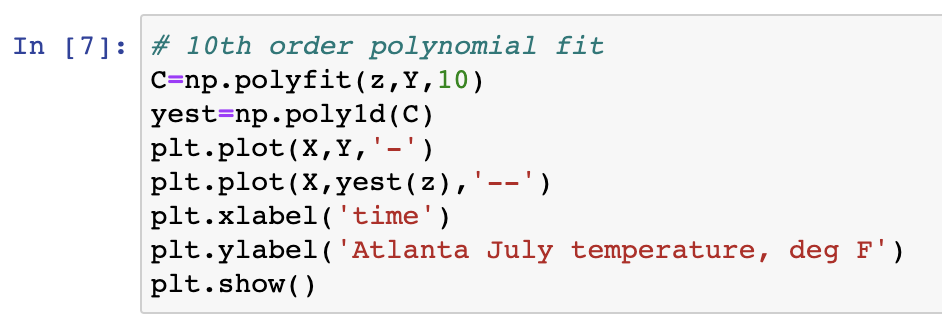 In [7]: # 10th order polynomial fit
C=np.polyfit(z,Y,10)
yest=np.poly1d(C)
plt.plot(X,Y,'-')
plt.plot(X,yest(z),'--')
plt.xlabel('time')
plt.ylabel('Atlanta July temperature, deg F')
plt.show()